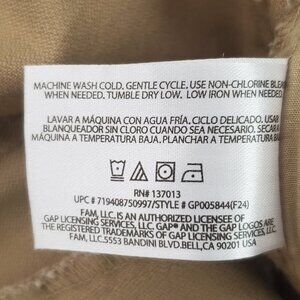 MACHINE WASH COLD. GENTLE CYCLE. USE NON-CHLORINE
WHEN NEEDED. TUMBLE DRY LOW. LOW IRON WHEN NEEDED.
LAVAR A MÁQUINA CON AGUA FRÍA. CICLO DELICADO. USAR
BLANQUEADOR SIN CLORO CUANDO SEA NECESARIO. SECAR A
MÁQUINA A TEMPERATURA BAJA. PLANCHAR A TEMPERATURA
RN# 137013
UPC # 719408750997/STYLE # GP005844(F24)
FAM, LLC. IS AN AUTHORIZED LICENSEE OF
GAP LICENSING SERVICES, LLC. GAP® AND THE GAP LOGOS ARE
THE REGISTERED TRADEMARKS OF GAP LICENSING SERVICES, LLC.
FAM, LLC.5553 BANDINI BLVD.BELL,CA 90201 USA